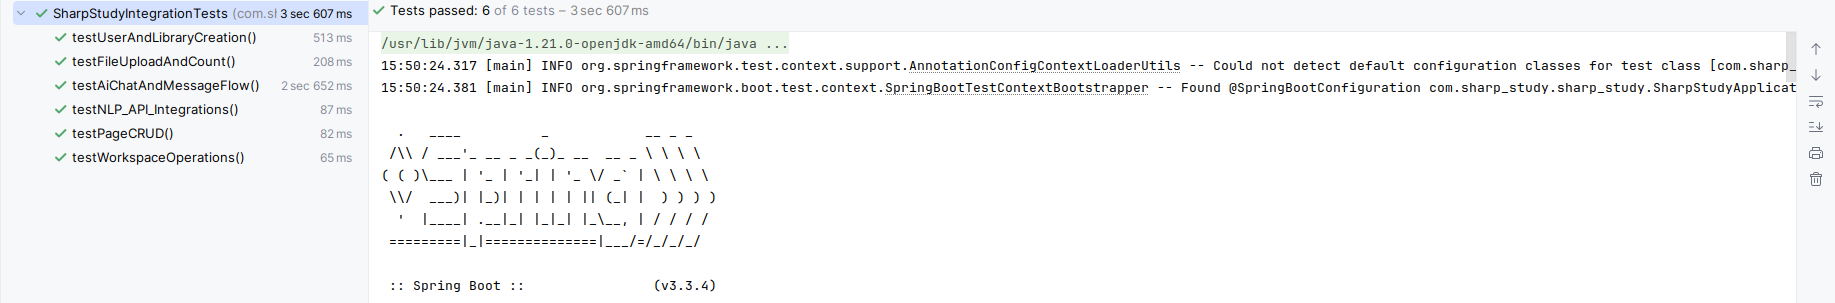 SharpStudyIntegrationTests (com.sh 3 sec 607 ms
testUserAndLibraryCreation() 513 ms
testFileUploadAndCount() 208 ms
testAiChatAndMessageFlow() 2 sec 652 ms
testNLP_API_Integrations() 87 ms
testPageCRUD() 82 ms
testWorkspaceOperations() 65 ms
Tests passed: 6 of 6 tests – 3 sec 607 ms
/usr/lib/jvm/java-1.21.0-openjdk-amd64/bin/java ...
15:50:24.317 [main] INFO org.springframework.test.context.support.AnnotationConfigContextLoaderUtils -- Could not detect default configuration classes for test class [com.sharp_
15:50:24.381 [main] INFO org.springframework.boot.test.context.SpringBootTestContextBootstrapper -- Found @SpringBootConfiguration com.sharp_study.sharp_study.SharpStudyApplicat
  .   ____          _            __ _ _
 /\\ / ___'_ __ _ _(_)_ __  __ _ \ \ \ \
( ( )\___ | '_ | '_| | '_ \/ _` | \ \ \ \
 \\/  ___)| |_)| | | | | || (_| |  ) ) ) )
  '  |____| .__|_| |_|_| |_\__, | / / / /
 =========|_|==============|___/=/_/_/_/
 :: Spring Boot ::                (v3.3.4)